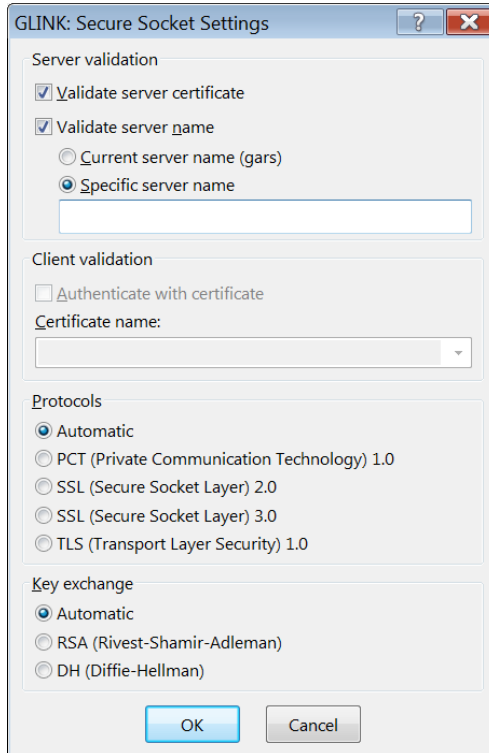 GLINK: Secure Socket Settings
?
Server validation
Validate server certificate
Validate server name
Current server name (gars)
Specific server name
Client validation
Authenticate with certificate
Certificate name:
Protocols
Automatic
PCT (Private Communication Technology) 1.0
SSL (Secure Socket Layer) 2.0
SSL (Secure Socket Layer) 3.0
TLS (Transport Layer Security) 1.0
Key exchange
Automatic
RSA (Rivest-Shamir-Adleman)
DH (Diffie-Hellman)
OK Cancel